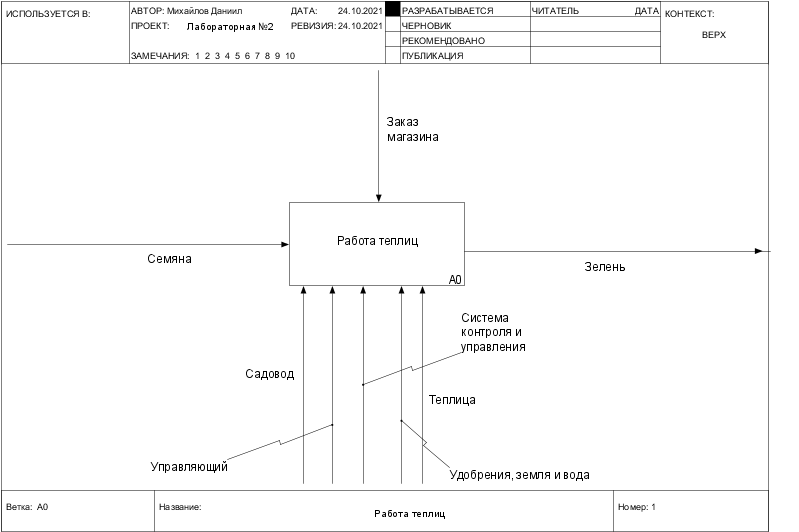 ИСПОЛЬЗУЕТСЯ В:
АВТОР: Михайлов Даниил ДАТА: 24.10.2021
ПРОЕКТ: Лабораторная №2 РЕВИЗИЯ: 24.10.2021
ЗАМЕЧАНИЯ: 1 2 3 4 5 6 7 8 9 10
РАЗРАБАТЫВАЕТСЯ
ЧЕРНОВИК
РЕКОМЕНДОВАНО
ПУБЛИКАЦИЯ
ЧИТАТЕЛЬ ДАТА
КОНТЕКСТ:
ВЕРХ
Заказ
магазина
Работа теплиц
A0
Семяна
Зелень
Система
контроля и
управления
Садовод
Теплица
Управляющий
Удобрения, земля и вода
Ветка: A0
Название:
Работа теплиц
Номер: 1